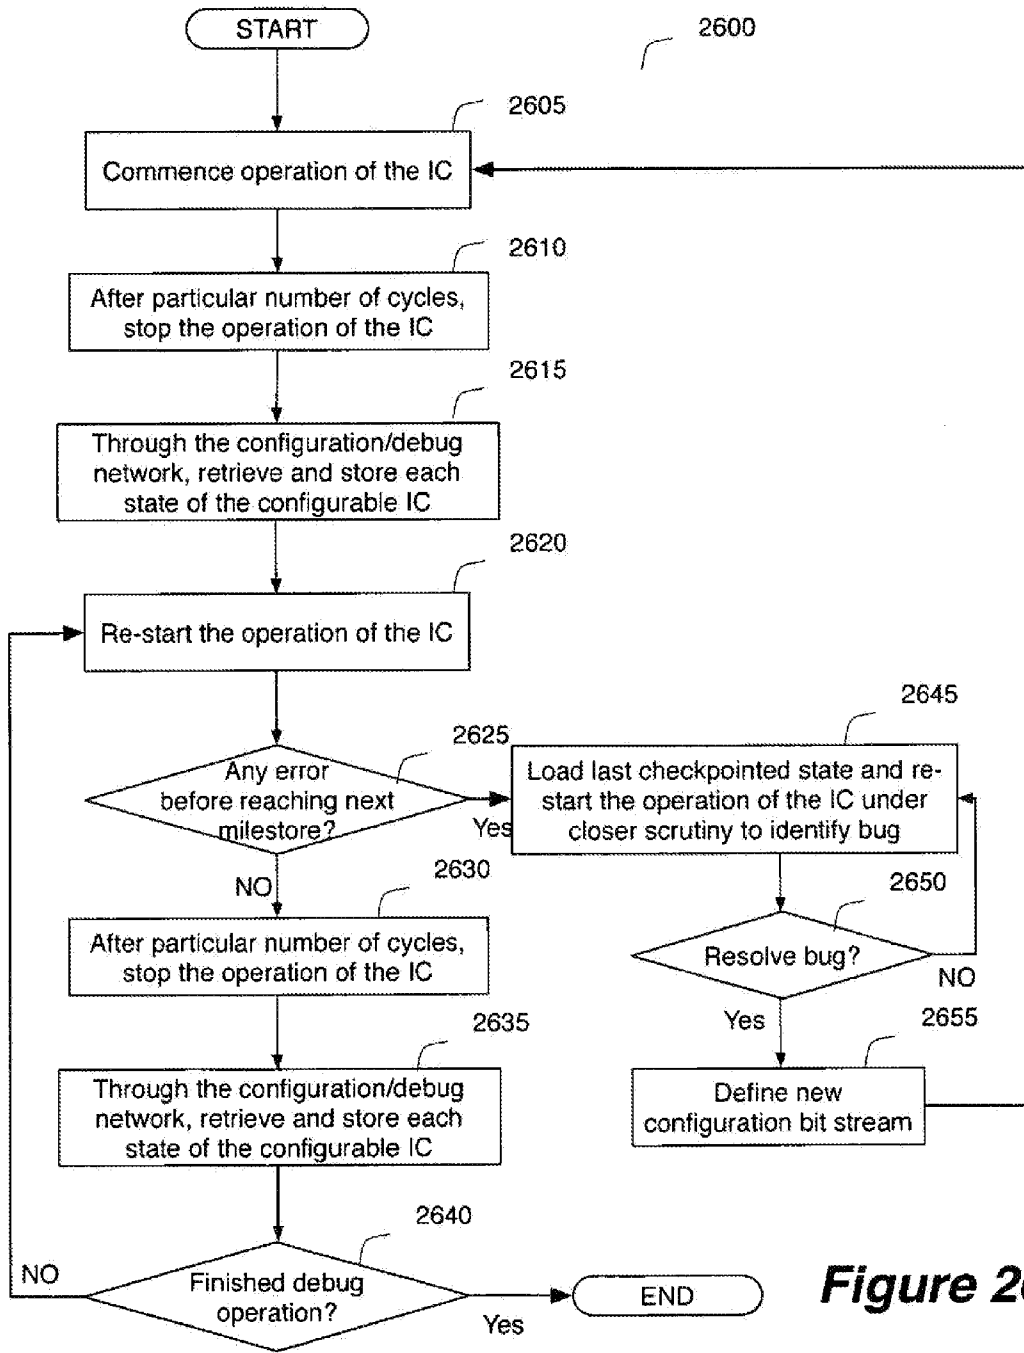 START
2600
2605
Commence operation of the IC
2610
After particular number of cycles,
stop the operation of the IC
2615
Through the configuration/debug
network, retrieve and store each
state of the configurable IC
2620
Re-start the operation of the IC
2625
Any error
before reaching next
milestore?
Yes
NO
2645
Load last checkpointed state and re-
start the operation of the IC under
closer scrutiny to identify bug
2630
After particular number of cycles,
stop the operation of the IC
2650
Resolve bug?
NO
Yes
2635
Through the configuration/debug
network, retrieve and store each
state of the configurable IC
2655
Define new
configuration bit stream
2640
Finished debug
operation?
NO
Yes
END
Figure 2